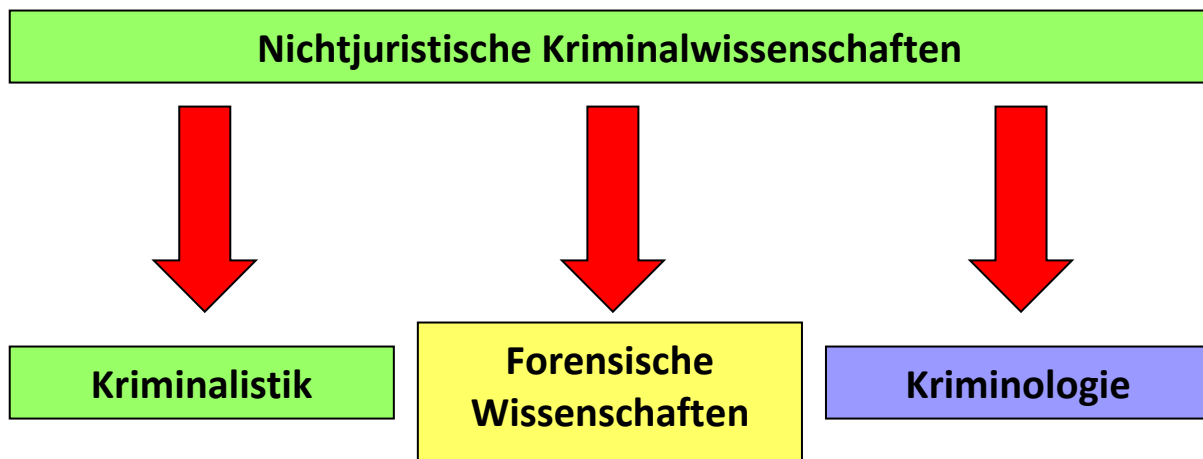 Nichtjuristische Kriminalwissenschaften
Kriminalistik
Forensische
Wissenschaften
Kriminologie